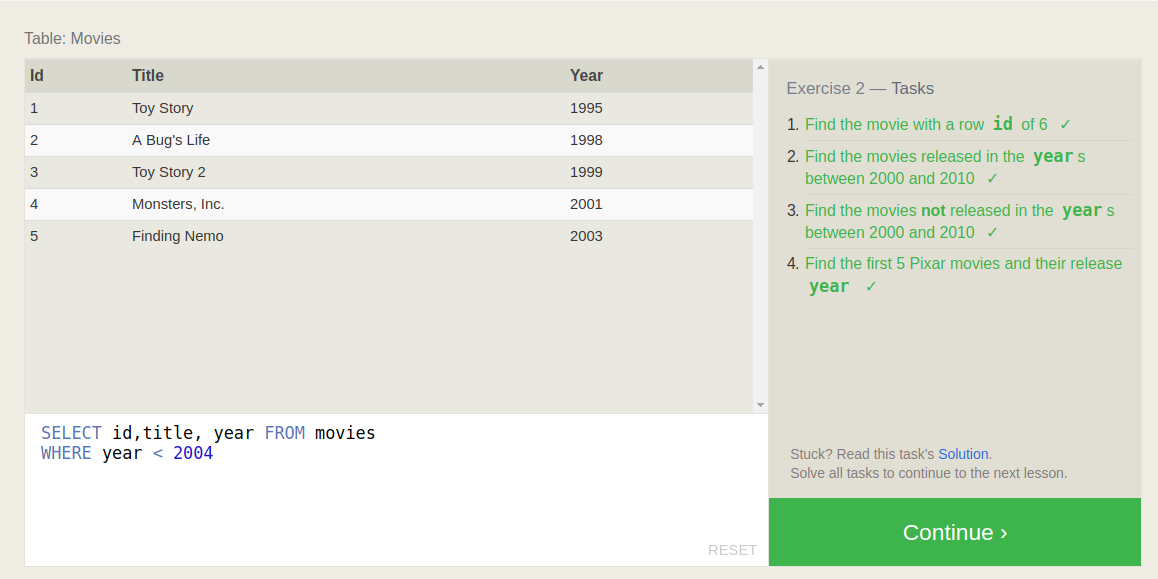 Table: Movies
Id Title Year
1 Toy Story 1995
2 A Bug's Life 1998
3 Toy Story 2 1999
4 Monsters, Inc. 2001
5 Finding Nemo 2003
SELECT id,title, year FROM movies
WHERE year < 2004
RESET
Exercise 2 — Tasks
1. Find the movie with a row id of 6 ✓
2. Find the movies released in the year s
between 2000 and 2010 ✓
3. Find the movies not released in the year s
between 2000 and 2010 ✓
4. Find the first 5 Pixar movies and their release
year ✓
Stuck? Read this task's Solution.
Solve all tasks to continue to the next lesson.
Continue ›